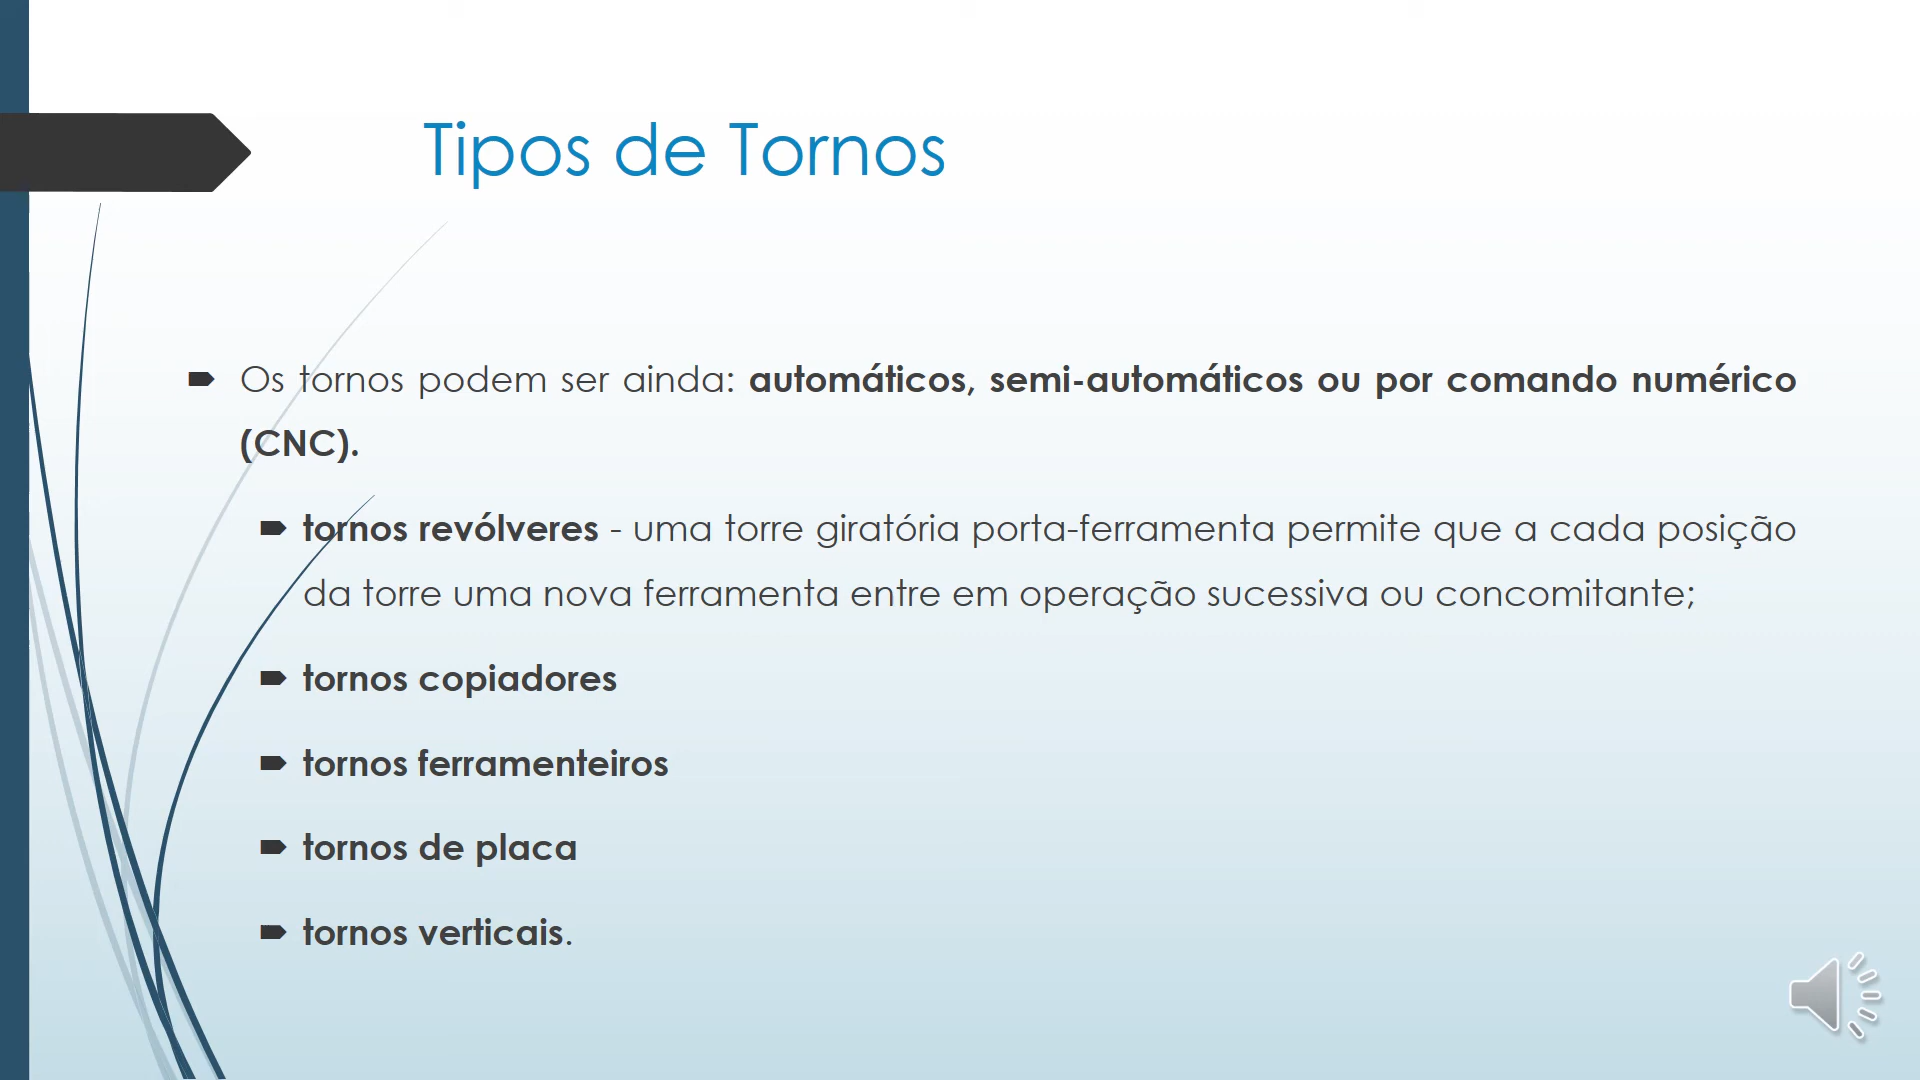 Tipos de Tornos
Os tornos podem ser ainda: automáticos, semi-automáticos ou por comando numérico
(CNC).
tornos revólveres - uma torre giratória porta-ferramenta permite que a cada posição
da torre uma nova ferramenta entre em operação sucessiva ou concomitante;
tornos copiadores
tornos ferramenteiros
tornos de placa
tornos verticais.